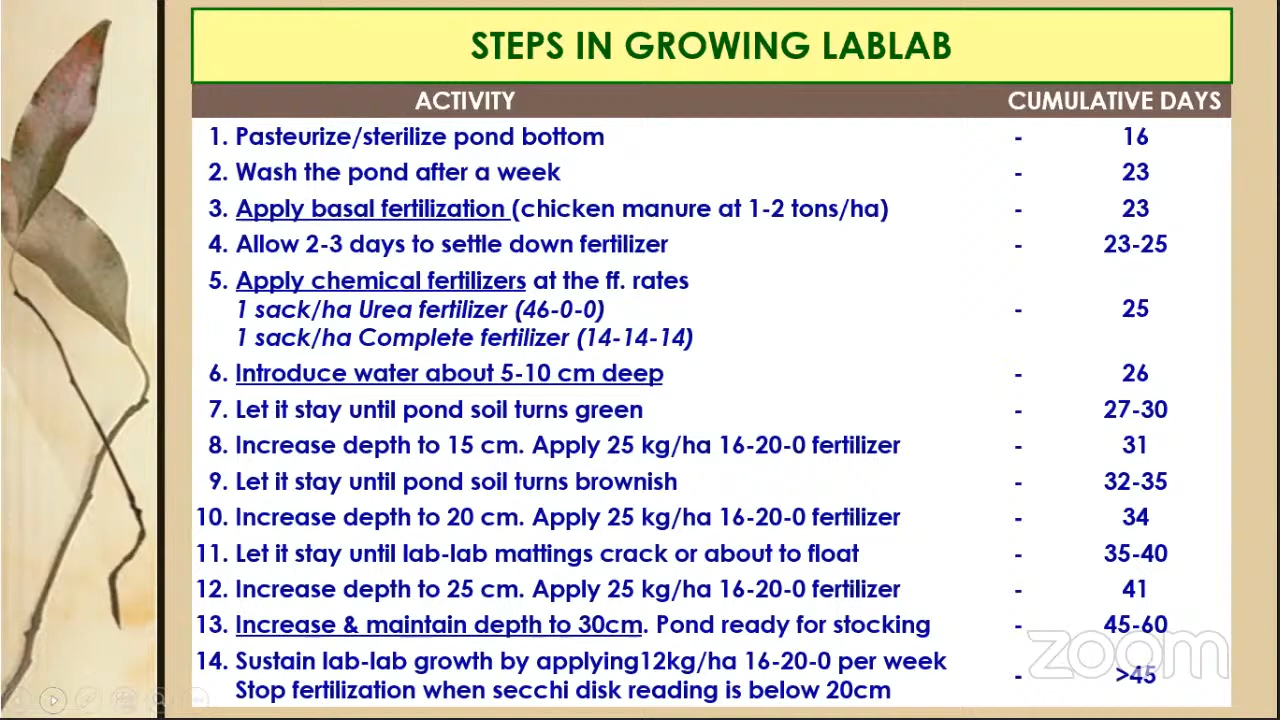 STEPS IN GROWING LABLAB
ACTIVITY CUMULATIVE DAYS
1. Pasteurize/sterilize pond bottom - 16
2. Wash the pond after a week - 23
3. Apply basal fertilization (chicken manure at 1-2 tons/ha) - 23
4. Allow 2-3 days to settle down fertilizer - 23-25
5. Apply chemical fertilizers at the ff. rates
1 sack/ha Urea fertilizer (46-0-0) - 25
1 sack/ha Complete fertilizer (14-14-14)
6. Introduce water about 5-10 cm deep - 26
7. Let it stay until pond soil turns green - 27-30
8. Increase depth to 15 cm. Apply 25 kg/ha 16-20-0 fertilizer - 31
9. Let it stay until pond soil turns brownish - 32-35
10. Increase depth to 20 cm. Apply 25 kg/ha 16-20-0 fertilizer - 34
11. Let it stay until lab-lab mattings crack or about to float - 35-40
12. Increase depth to 25 cm. Apply 25 kg/ha 16-20-0 fertilizer - 41
13. Increase & maintain depth to 30cm. Pond ready for stocking - 45-60
14. Sustain lab-lab growth by applying12kg/ha 16-20-0 per week - >45
Stop fertilization when secchi disk reading is below 20cm
zoom